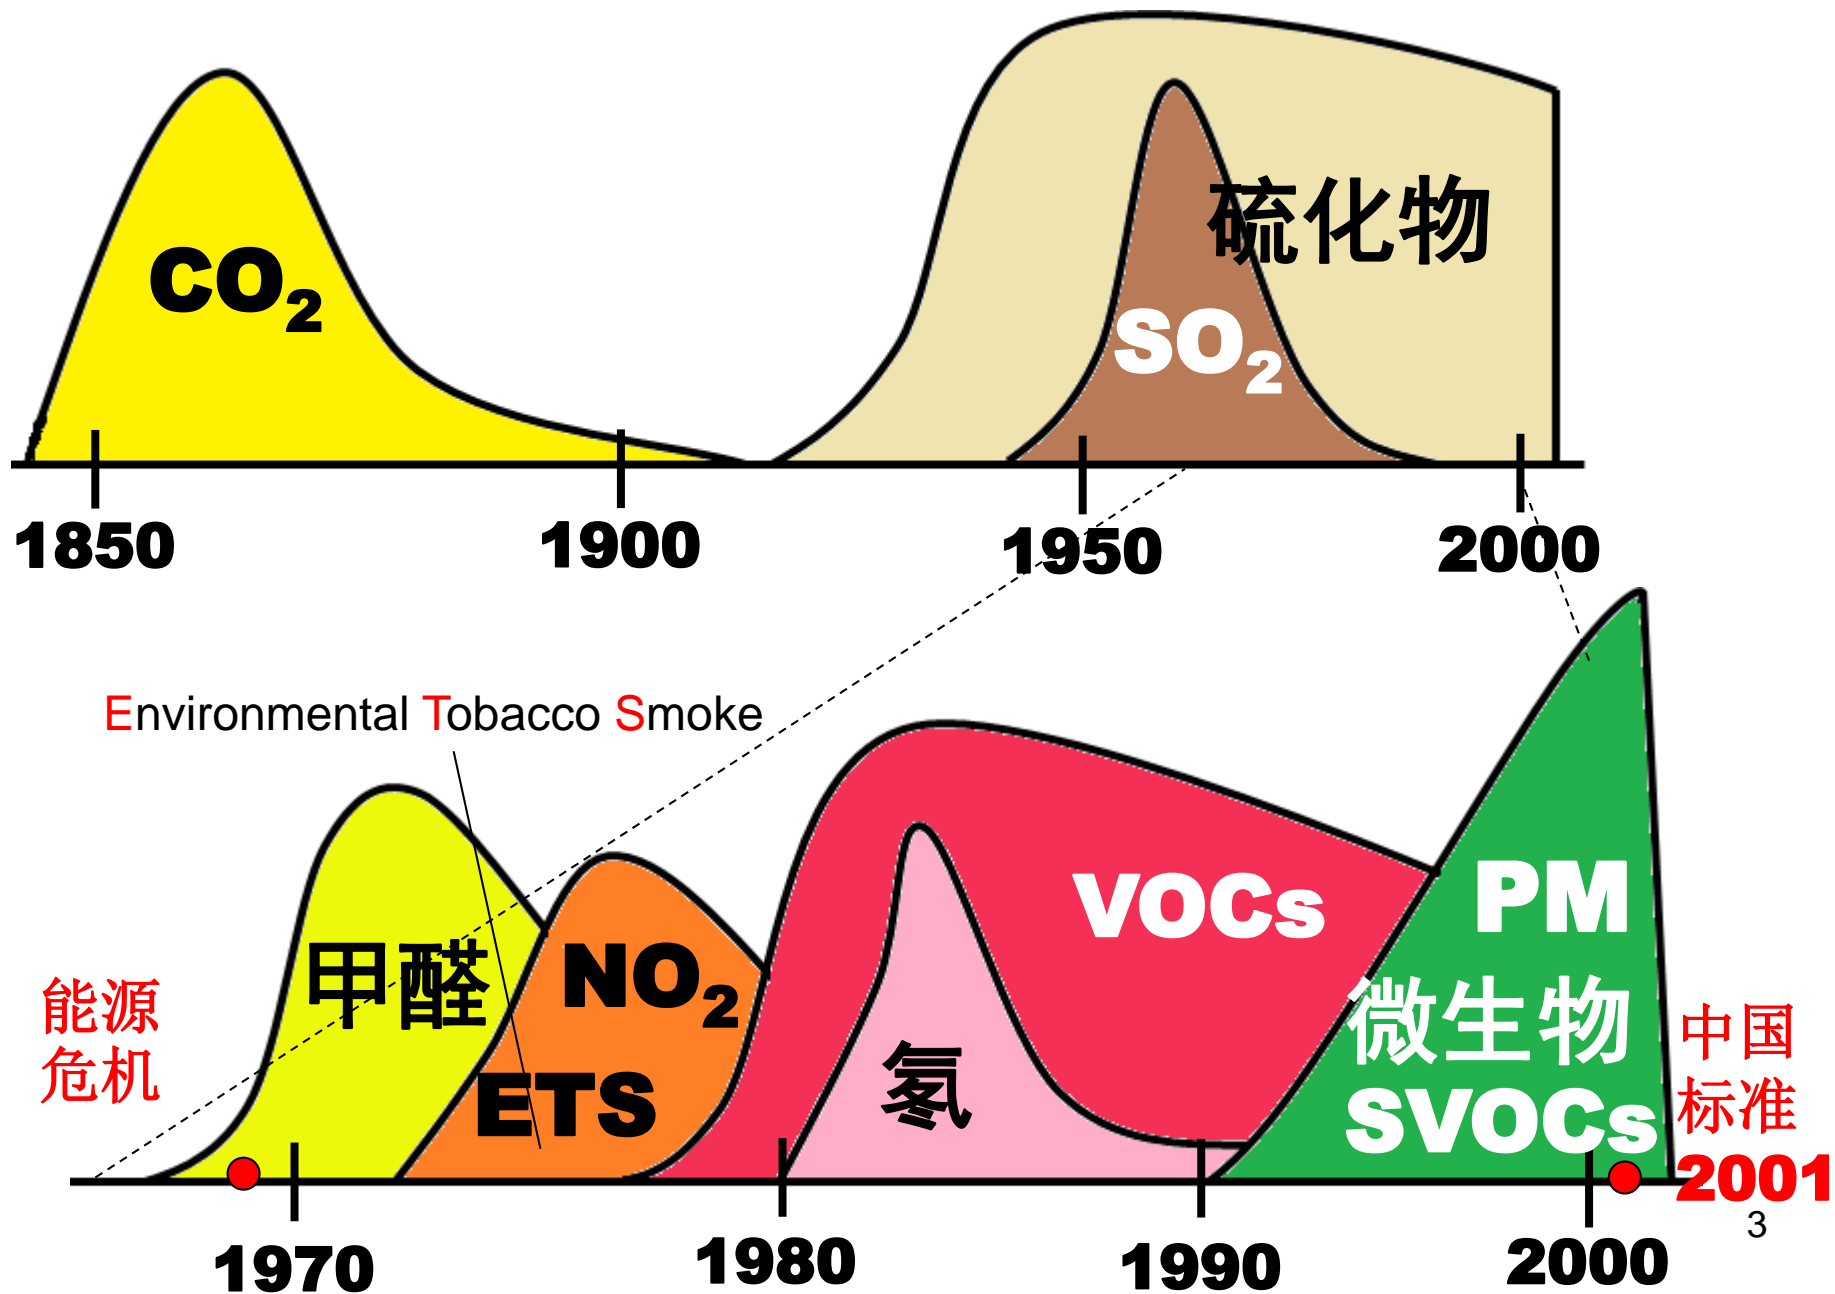 CO₂
硫化物
SO₂
1850
1900
1950
2000
Environmental Tobacco Smoke
甲醛
NO₂
ETS
VOCs
氡
PM
微生物
SVOCs
能源
危机
中国
标准
2001
1970
1980
1990
2000
3